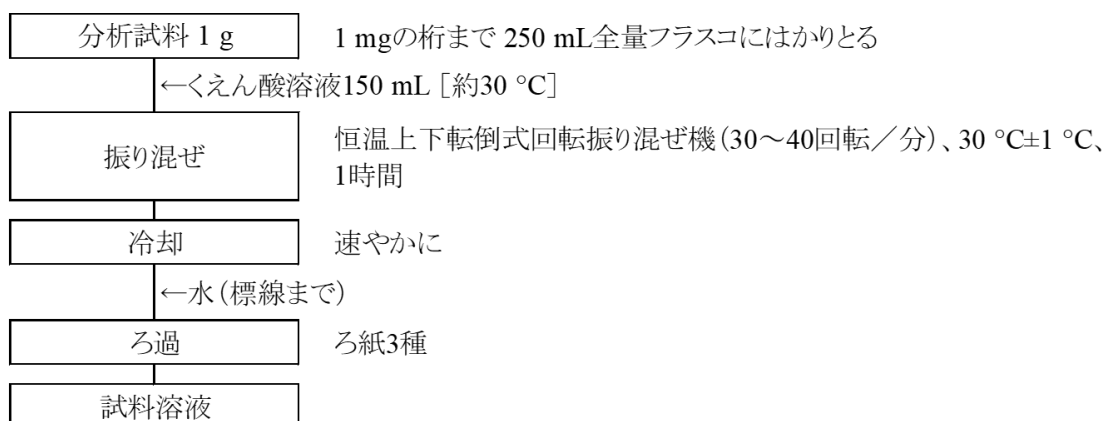 分析試料 1 g
1 mgの桁まで 250 mL全量フラスコにはかりとる
←くえん酸溶液150 mL [約30 °C]
振り混ぜ
恒温上下転倒式回転振り混ぜ機(30～40回転／分)、30 °C±1 °C、
1時間
冷却
速やかに
←水(標線まで)
ろ過
ろ紙3種
試料溶液